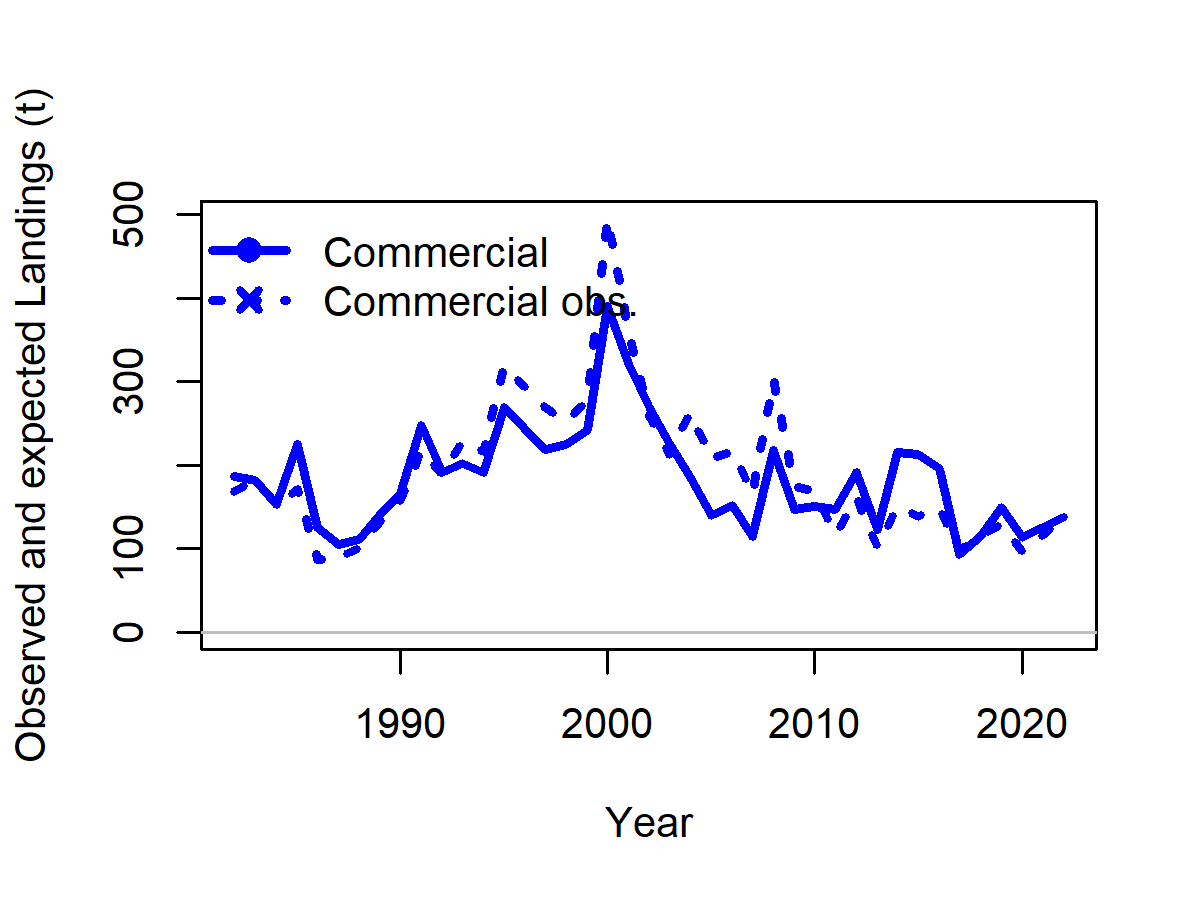 Observed and expected Landings (t)
500
300
100
0
Commercial
Commercial obs.
1990 2000 2010 2020
Year